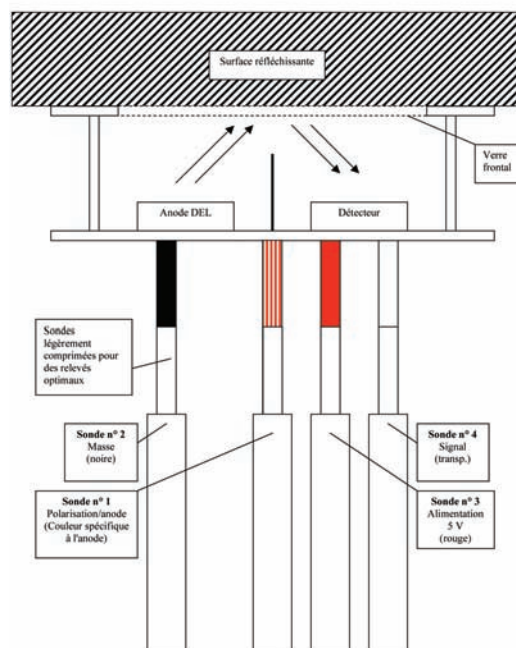 Surface réfléchissante
Verre
frontal
Anode DEL
Détecteur
Sondes
légèrement
comprimées pour
des relevés
optimaux
Sonde n° 2
Masse
(noire)
Sonde n° 4
Signal
(transp.)
Sonde n° 1
Polarisation/anode
(Couleur spécifique
à l'anode)
Sonde n° 3
Alimentation
5 V
(rouge)